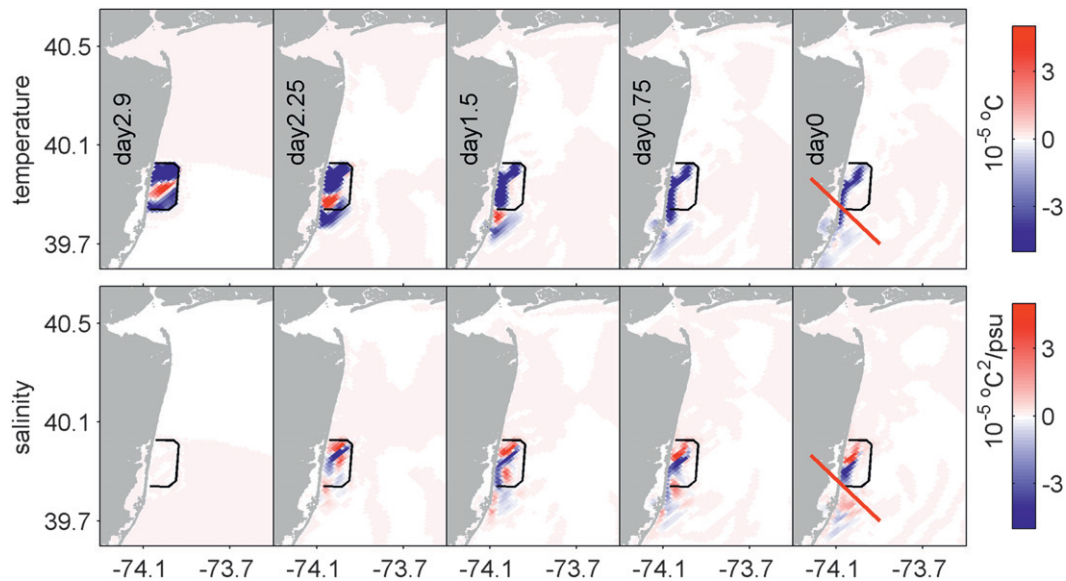 40.5
40.1
39.7
temperature
day2.9
day2.25
day1.5
day0.75
day0
3
0
-3
10⁻⁵ °C
40.5
40.1
39.7
salinity
3
0
-3
10⁻⁵ °C²/psu
-74.1 -73.7 -74.1 -73.7 -74.1 -73.7 -74.1 -73.7 -74.1 -73.7